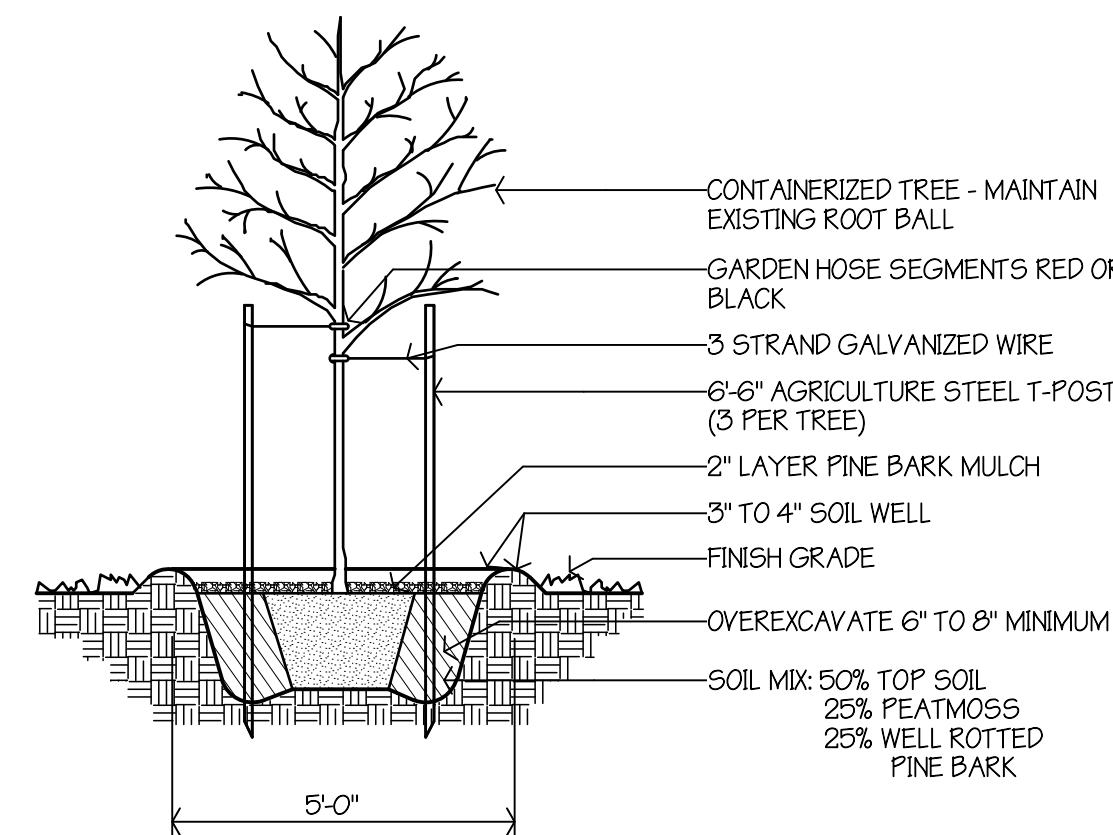 CONTAINERIZED TREE - MAINTAIN
EXISTING ROOT BALL
GARDEN HOSE SEGMENTS RED OR
BLACK
3 STRAND GALVANIZED WIRE
6'-6" AGRICULTURE STEEL T-POST
(3 PER TREE)
2" LAYER PINE BARK MULCH
3" TO 4" SOIL WELL
FINISH GRADE
OVEREXCAVATE 6" TO 8" MINIMUM
SOIL MIX: 50% TOP SOIL
25% PEATMOSS
25% WELL ROTTED
PINE BARK
5'-0"